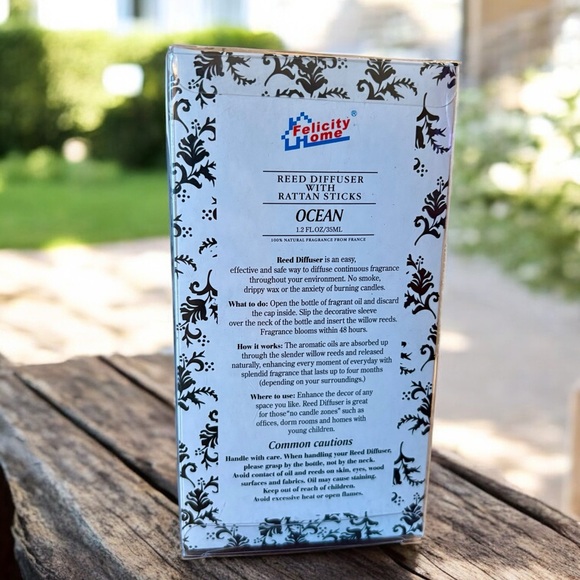 Felicity ®
Home
REED DIFFUSER
WITH
RATTAN STICKS
OCEAN
1.2 FL.OZ/35ML
100% NATURAL FRAGRANCE FROM FRANCE
Reed Diffuser is an easy,
effective and safe way to diffuse continuous fragrance
throughout your environment. No smoke,
drippy wax or the anxiety of burning candles.
What to do: Open the bottle of fragrant oil and discard
the cap inside. Slip the decorative sleeve
over the neck of the bottle and insert the willow reeds.
Fragrance blooms within 48 hours.
How it works: The aromatic oils are absorbed up
through the slender willow reeds and released
naturally, enhancing every moment of everyday with
splendid fragrance that lasts up to four months
(depending on your surroundings.)
Where to use: Enhance the decor of any
space you like. Reed Diffuser is great
for those"no candle zones" such as
offices, dorm rooms and homes with
young children.
Common cautions
Handle with care. When handling your Reed Diffuser,
please grasp by the bottle, not by the neck.
Avoid contact of oil and reeds on skin, eyes, wood
surfaces and fabrics. Oil may cause staining.
Keep out of reach of children.
Avoid excessive heat or open flames.